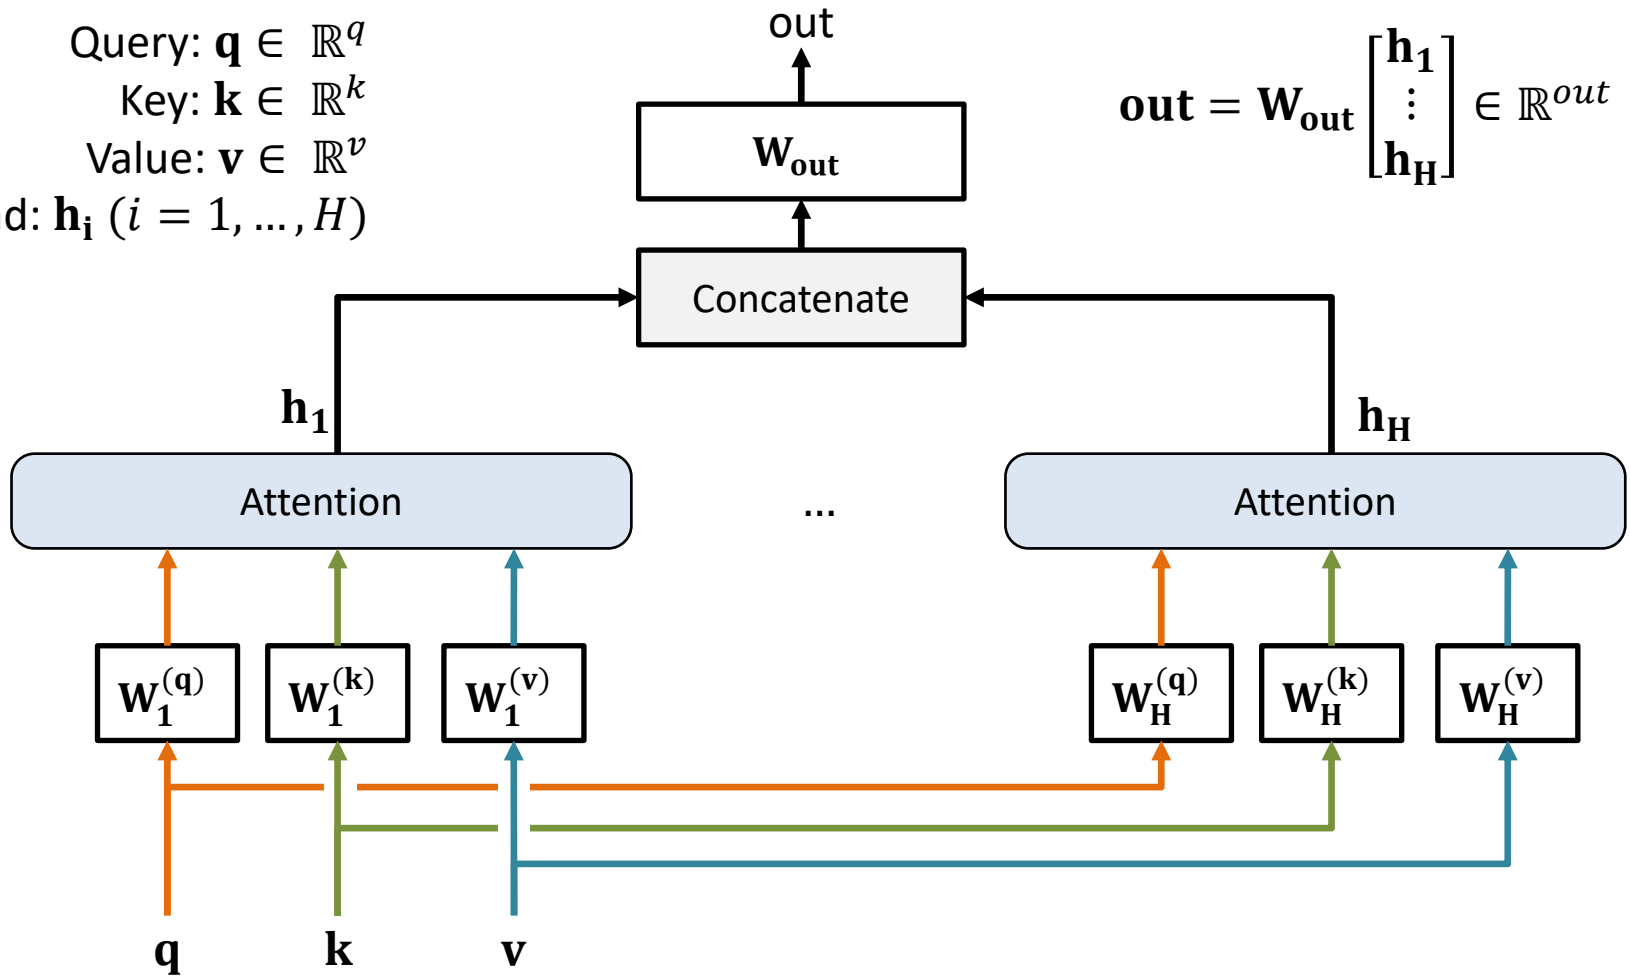 Query: q ∈ ℝ^q
Key: k ∈ ℝ^k
Value: v ∈ ℝ^v
d: h_i (i = 1, …, H)
out
out = W_out [h_1 ⋮ h_H] ∈ ℝ^out
W_out
Concatenate
h_1
h_H
Attention
...
Attention
W_1^(q) W_1^(k) W_1^(v)
W_H^(q) W_H^(k) W_H^(v)
q k v